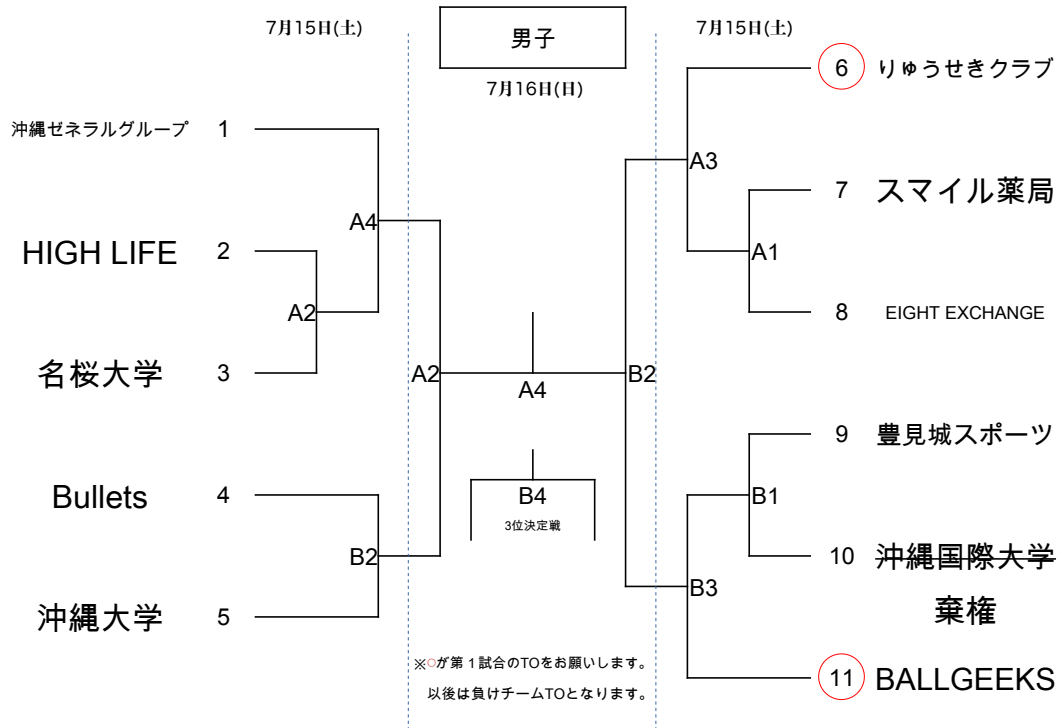 7月15日(土)
男子
7月15日(土)
7月16日(日)
沖縄ゼネラルグループ 1
HIGH LIFE 2
名桜大学 3
Bullets 4
沖縄大学 5
A4
A2
B2
A2
A4
B4
3位決定戦
B2
A3
A1
B1
B3
6 りゅうせきクラブ
7 スマイル薬局
8 EIGHT EXCHANGE
9 豊見城スポーツ
10 沖縄国際大学
棄権
11 BALLGEEKS
※○が第1試合のTOをお願いします。
以後は負けチームTOとなります。